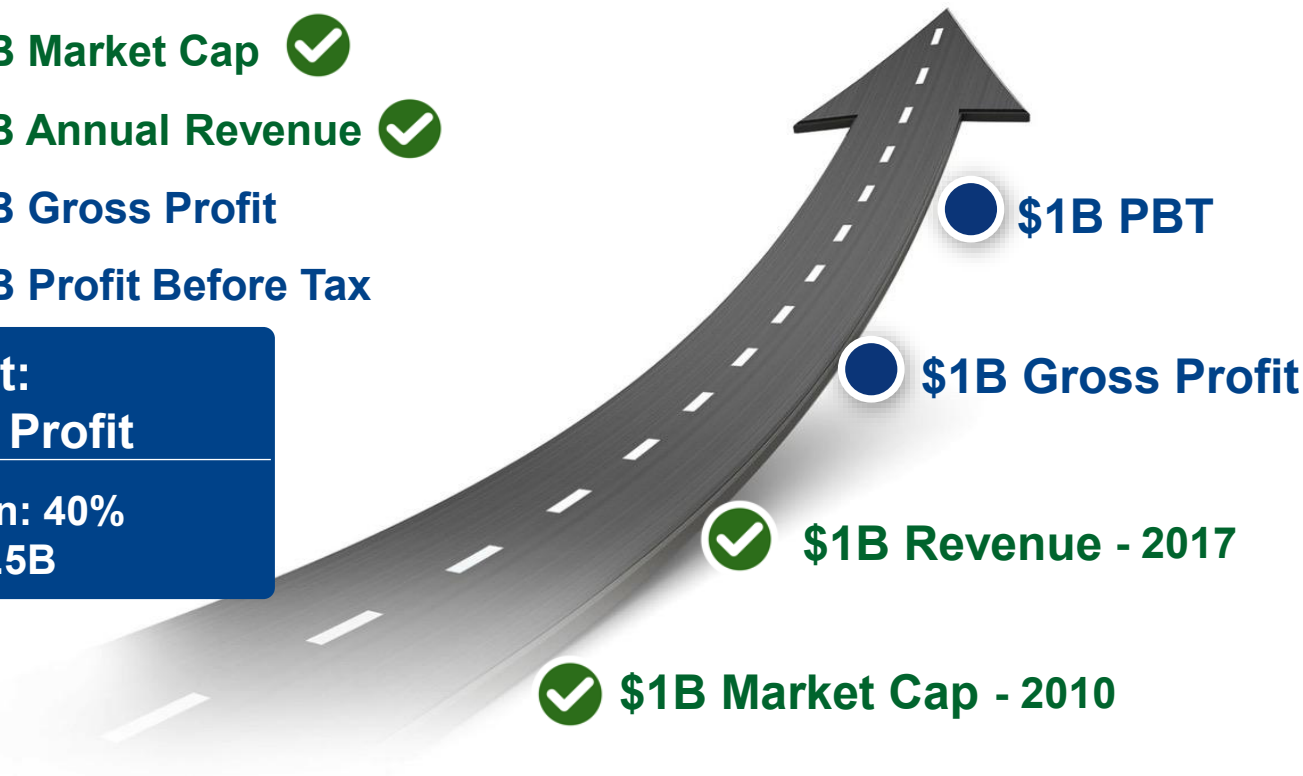 B Market Cap
B Annual Revenue
B Gross Profit
B Profit Before Tax
t:
Profit
n: 40%
.5B
$1B PBT
$1B Gross Profit
$1B Revenue - 2017
$1B Market Cap - 2010